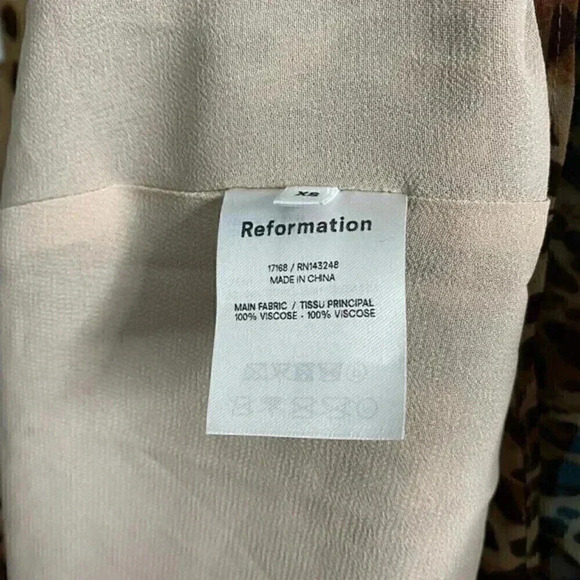 XS
Reformation
17168 / RN143248
MADE IN CHINA
MAIN FABRIC / TISSU PRINCIPAL
100% VISCOSE - 100% VISCOSE